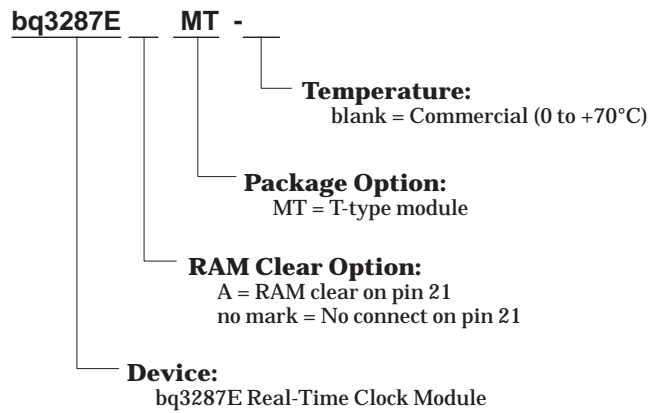 bq3287E MT -
Temperature:
blank = Commercial (0 to +70°C)
Package Option:
MT = T-type module
RAM Clear Option:
A = RAM clear on pin 21
no mark = No connect on pin 21
Device:
bq3287E Real-Time Clock Module